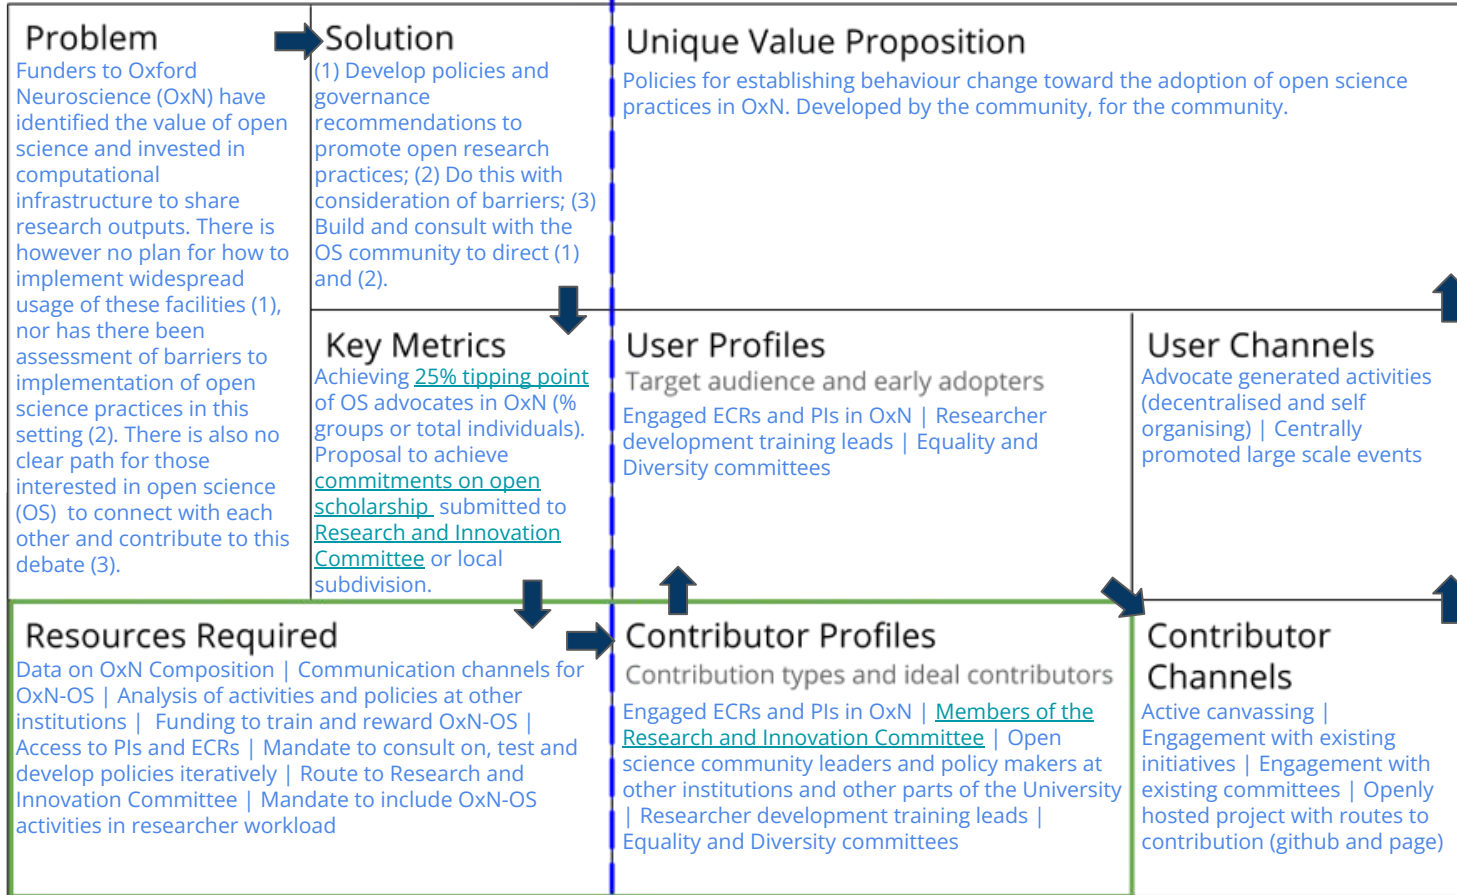 Problem
Funders to Oxford
Neuroscience (OxN) have
identified the value of open
science and invested in
computational
infrastructure to share
research outputs. There is
however no plan for how to
implement widespread
usage of these facilities (1),
nor has there been
assessment of barriers to
implementation of open
science practices in this
setting (2). There is also no
clear path for those
interested in open science
(OS) to connect with each
other and contribute to this
debate (3).
Solution
(1) Develop policies and
governance
recommendations to
promote open research
practices; (2) Do this with
consideration of barriers; (3)
Build and consult with the
OS community to direct (1)
and (2).
Key Metrics
Achieving 25% tipping point
of OS advocates in OxN (%
groups or total individuals).
Proposal to achieve
commitments on open
scholarship submitted to
Research and Innovation
Committee or local
subdivision.
Unique Value Proposition
Policies for establishing behaviour change toward the adoption of open science
practices in OxN. Developed by the community, for the community.
User Profiles
Target audience and early adopters
Engaged ECRs and PIs in OxN | Researcher
development training leads | Equality and
Diversity committees
User Channels
Advocate generated activities
(decentralised and self
organising) | Centrally
promoted large scale events
Resources Required
Data on OxN Composition | Communication channels for
OxN-OS | Analysis of activities and policies at other
institutions | Funding to train and reward OxN-OS |
Access to PIs and ECRs | Mandate to consult on, test and
develop policies iteratively | Route to Research and
Innovation Committee | Mandate to include OxN-OS
activities in researcher workload
Contributor Profiles
Contribution types and ideal contributors
Engaged ECRs and PIs in OxN | Members of the
Research and Innovation Committee | Open
science community leaders and policy makers at
other institutions and other parts of the University
| Researcher development training leads |
Equality and Diversity committees
Contributor
Channels
Active canvassing |
Engagement with existing
initiatives | Engagement with
existing committees | Openly
hosted project with routes to
contribution (github and page)